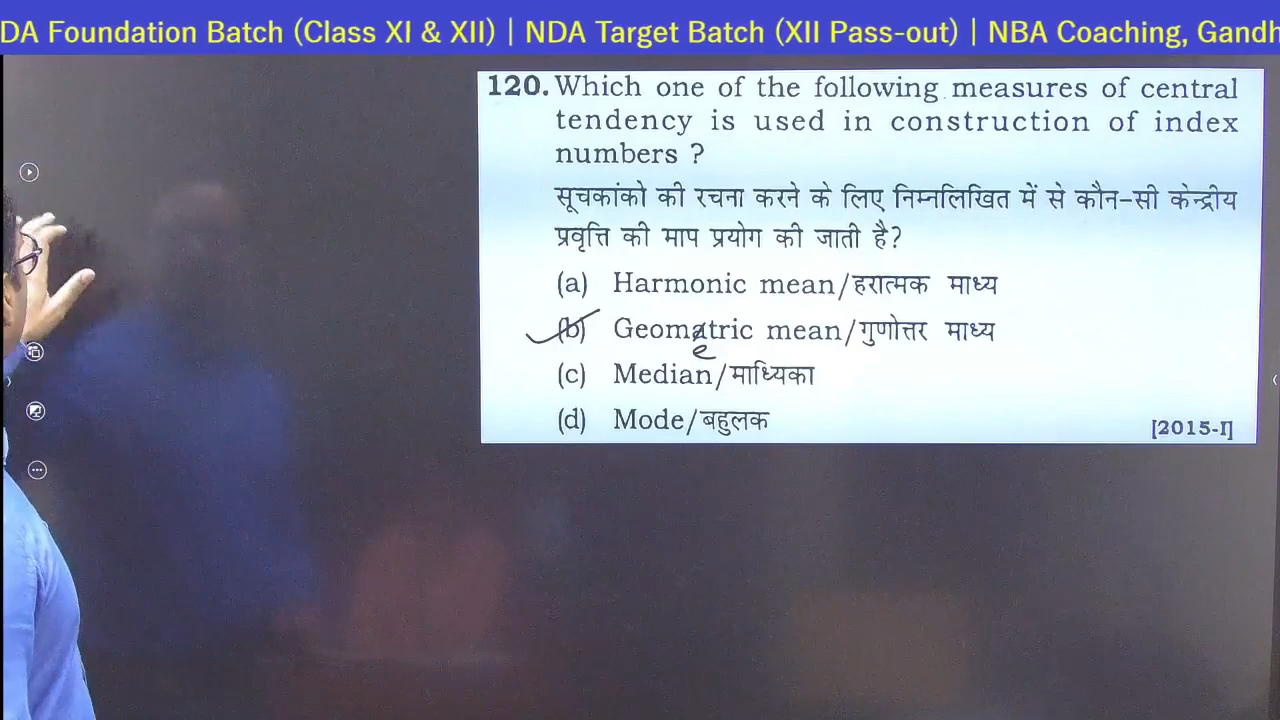 DA Foundation Batch (Class XI & XII) | NDA Target Batch (XII Pass-out) | NBA Coaching, Gandh
120. Which one of the following measures of central
tendency is used in construction of index
numbers ?
सूचकांको की रचना करने के लिए निम्नलिखित में से कौन-सी केन्द्रीय
प्रवृत्ति की माप प्रयोग की जाती है?
(a) Harmonic mean/हरात्मक माध्य
(b) Geomatric mean/गुणोत्तर माध्य
e
(c) Median/माध्यिका
(d) Mode/बहुलक
[2015-I]